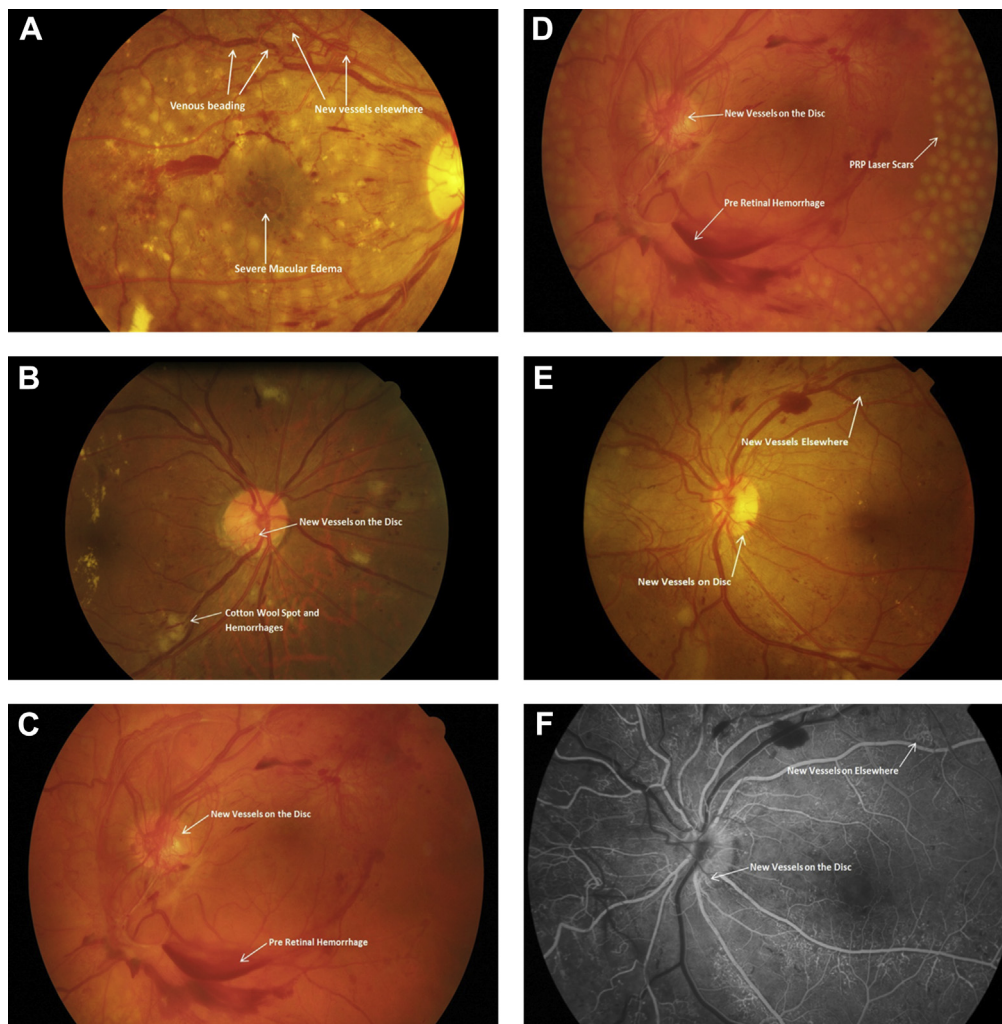 A
Venous beading
New vessels elsewhere
Severe Macular Edema
B
New Vessels on the Disc
Cotton Wool Spot and
Hemorrhages
C
New Vessels on the Disc
Pre Retinal Hemorrhage
D
New Vessels on the Disc
PRP Laser Scars
Pre Retinal Hemorrhage
E
New Vessels Elsewhere
New Vessels on Disc
F
New Vessels on Elsewhere
New Vessels on the Disc